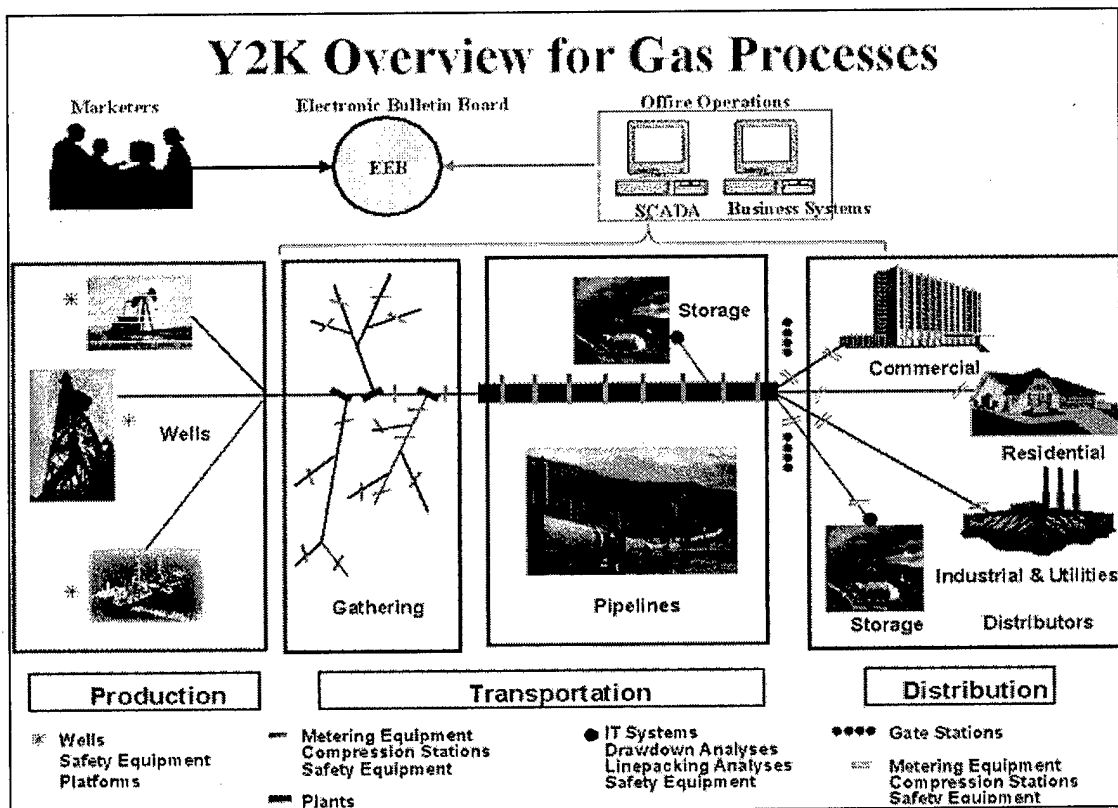 Y2K Overview for Gas Processes
Marketers
Electronic Bulletin Board
Office Operations
EEB
SCADA
Business Systems
Storage
Commercial
Wells
Residential
Gathering
Pipelines
Industrial & Utilities
Storage
Distributors
Production
Transportation
Distribution
Wells
Safety Equipment
Platforms
Metering Equipment
Compression Stations
Safety Equipment
Plants
IT Systems
Drawdown Analyses
Linepacking Analyses
Safety Equipment
Gate Stations
Metering Equipment
Compression Stations
Safety Equipment